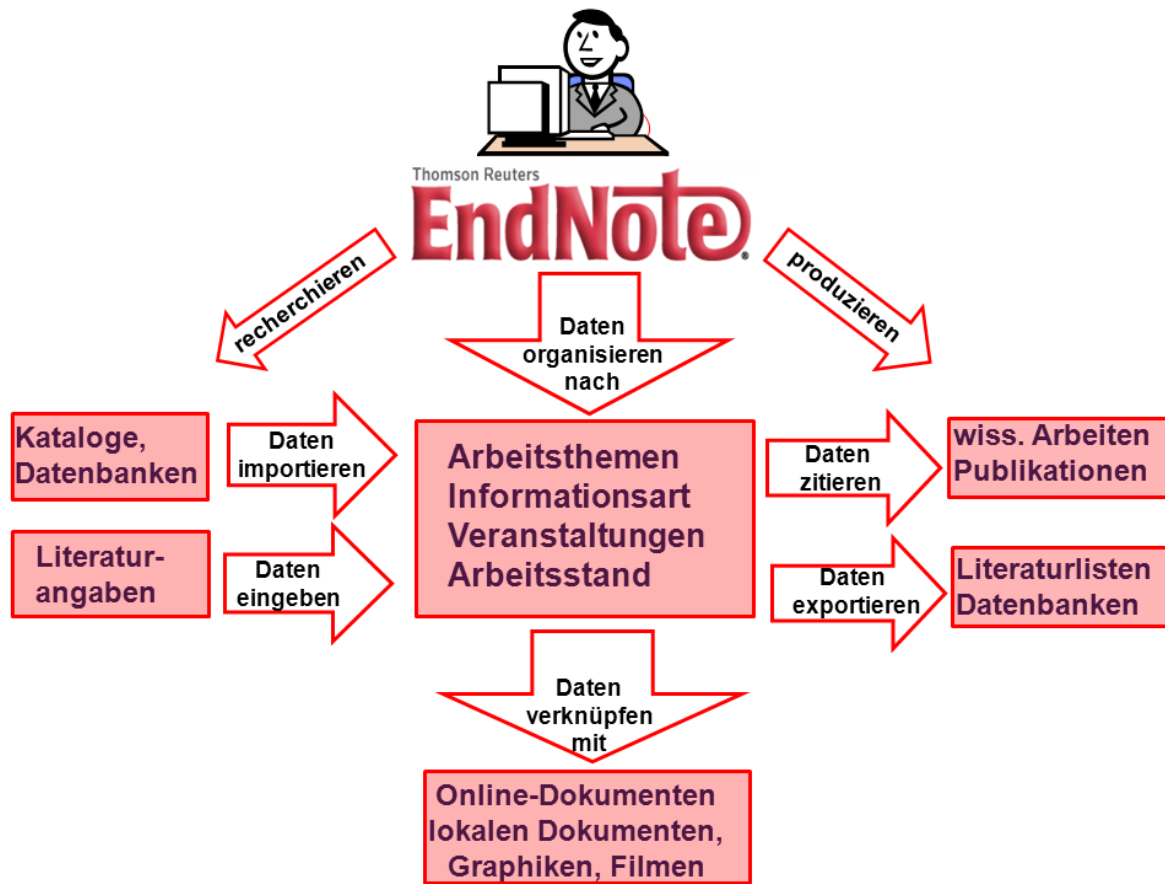 Thomson Reuters
EndNote®
recherchieren
Daten
organisieren
nach
produzieren
Kataloge,
Datenbanken
Daten
importieren
Literatur-
angaben
Daten
eingeben
Arbeitsthemen
Informationsart
Veranstaltungen
Arbeitsstand
Daten
zitieren
wiss. Arbeiten
Publikationen
Daten
exportieren
Literaturlisten
Datenbanken
Daten
verknüpfen
mit
Online-Dokumenten
lokalen Dokumenten,
Graphiken, Filmen